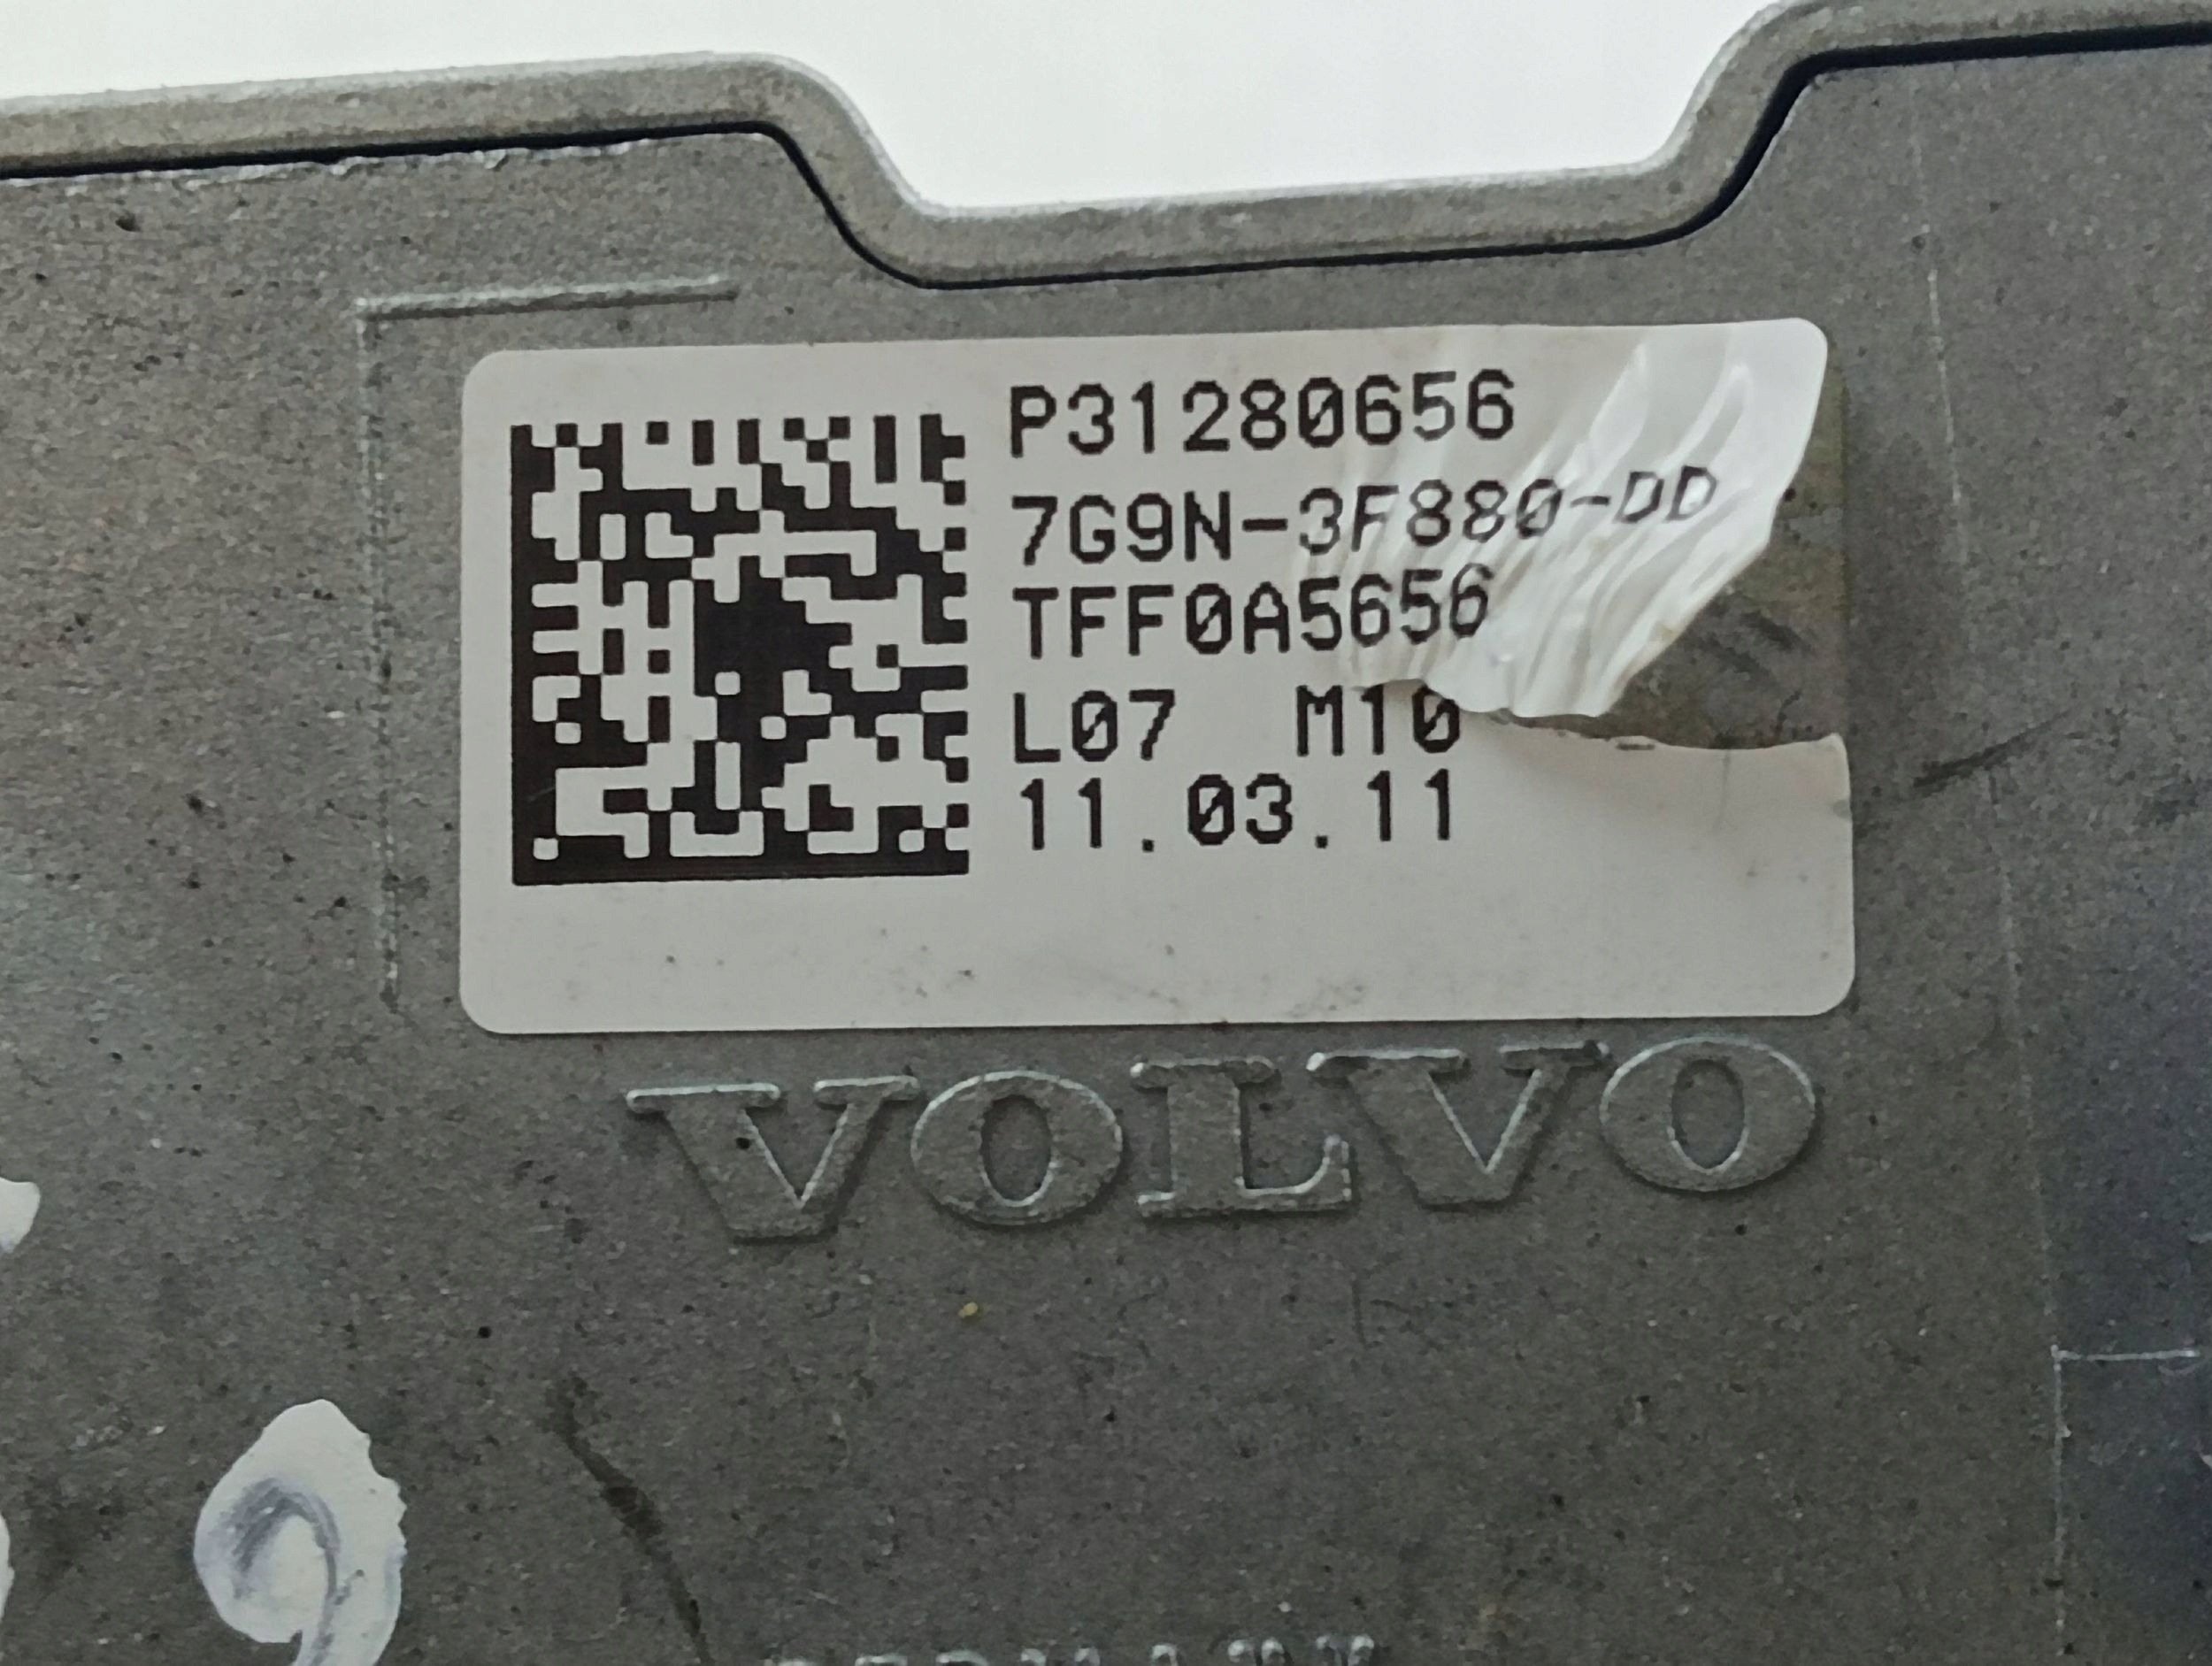 P31280656
7G9N-3F880-DD
TFF0A5656
L07 M10
11.03.11
VOLVO